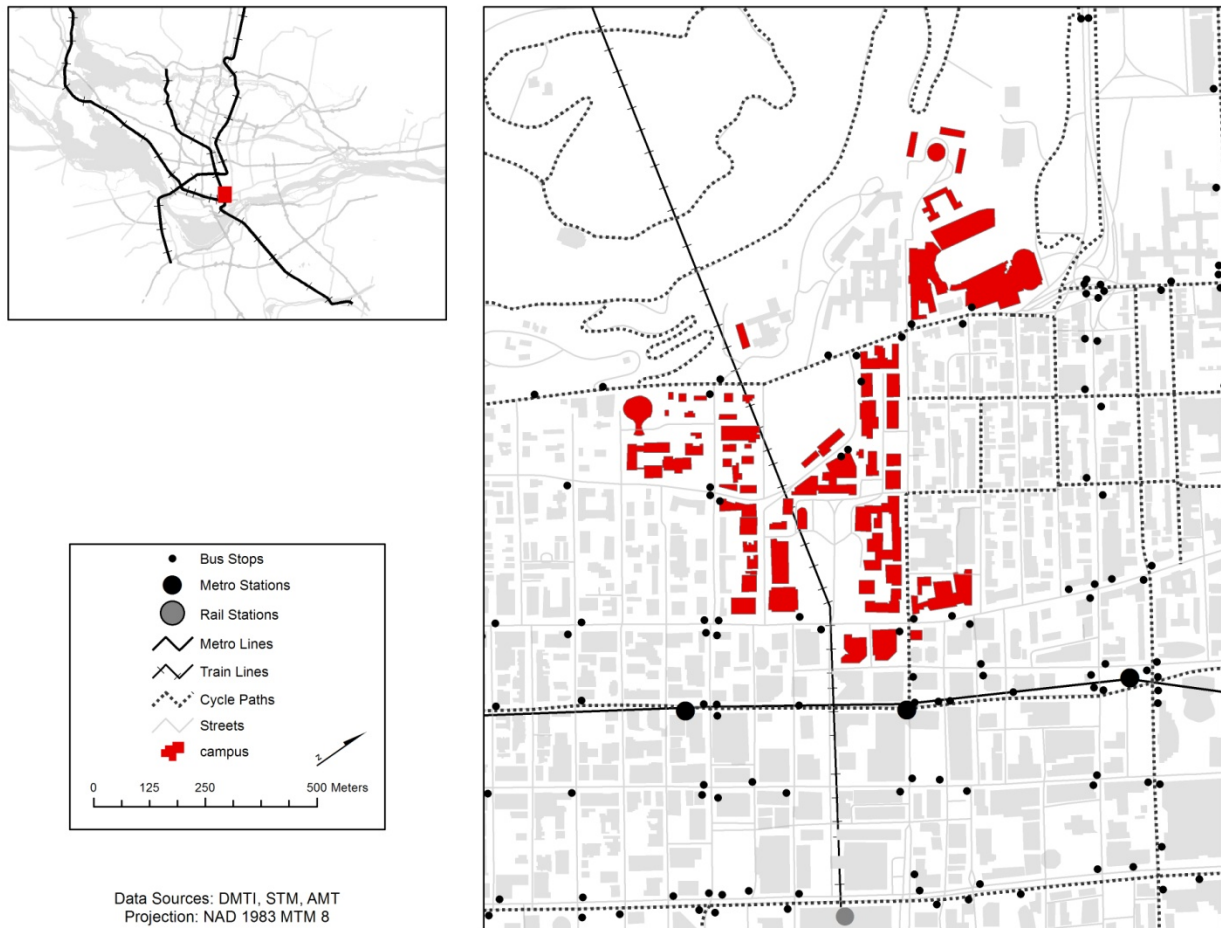 Bus Stops
Metro Stations
Rail Stations
Metro Lines
Train Lines
Cycle Paths
Streets
campus
N
0 125 250 500 Meters
Data Sources: DMTI, STM, AMT
Projection: NAD 1983 MTM 8